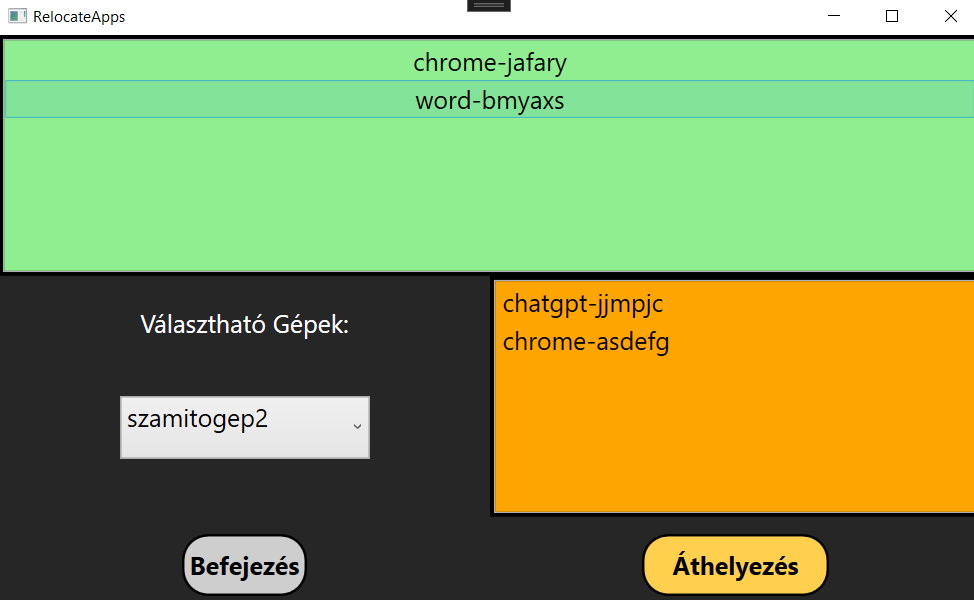 RelocateApps
chrome-jafary
word-bmyaxs
Választható Gépek:
szamitogep2
chatgpt-jjmpjc
chrome-asdefg
Befejezés
Áthelyezés